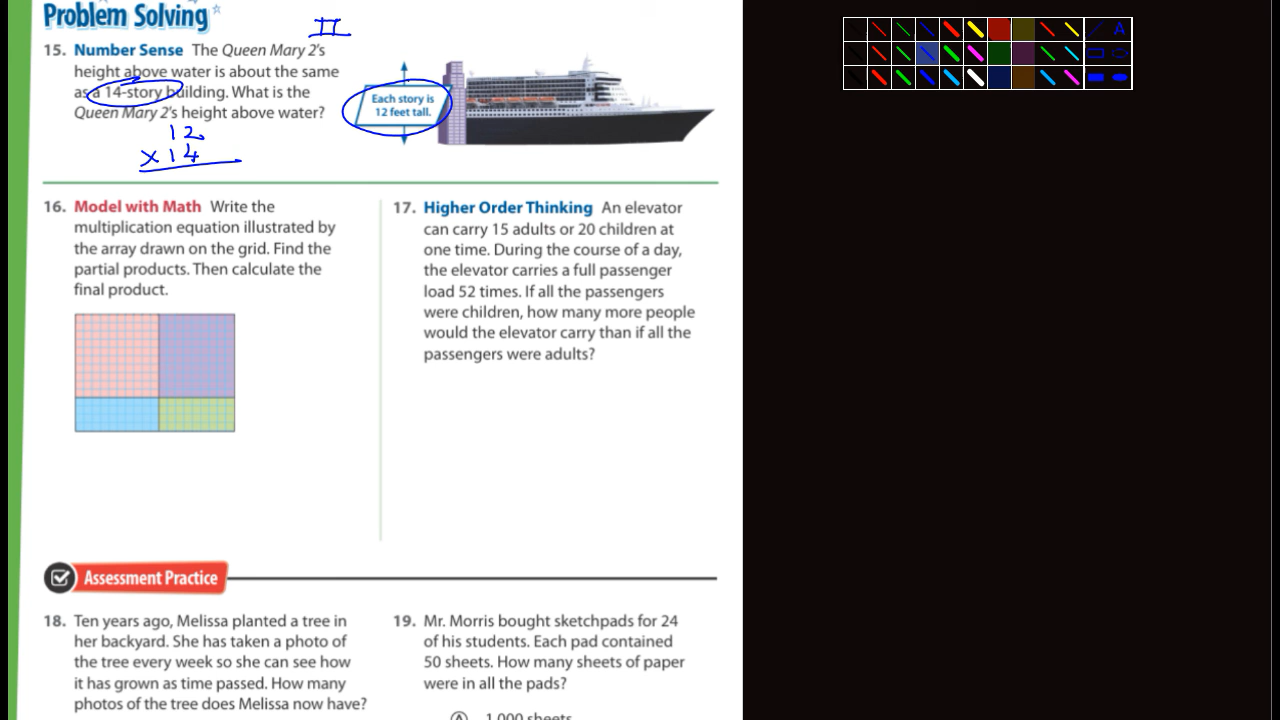 Problem Solving
II
15. Number Sense The Queen Mary 2's
height above water is about the same
as a 14-story building. What is the
Queen Mary 2's height above water?
Each story is
12 feet tall.
12
×14
16. Model with Math Write the
multiplication equation illustrated by
the array drawn on the grid. Find the
partial products. Then calculate the
final product.
17. Higher Order Thinking An elevator
can carry 15 adults or 20 children at
one time. During the course of a day,
the elevator carries a full passenger
load 52 times. If all the passengers
were children, how many more people
would the elevator carry than if all the
passengers were adults?
Assessment Practice
18. Ten years ago, Melissa planted a tree in
her backyard. She has taken a photo of
the tree every week so she can see how
it has grown as time passed. How many
photos of the tree does Melissa now have?
19. Mr. Morris bought sketchpads for 24
of his students. Each pad contained
50 sheets. How many sheets of paper
were in all the pads?
A 1,000 sheets
A